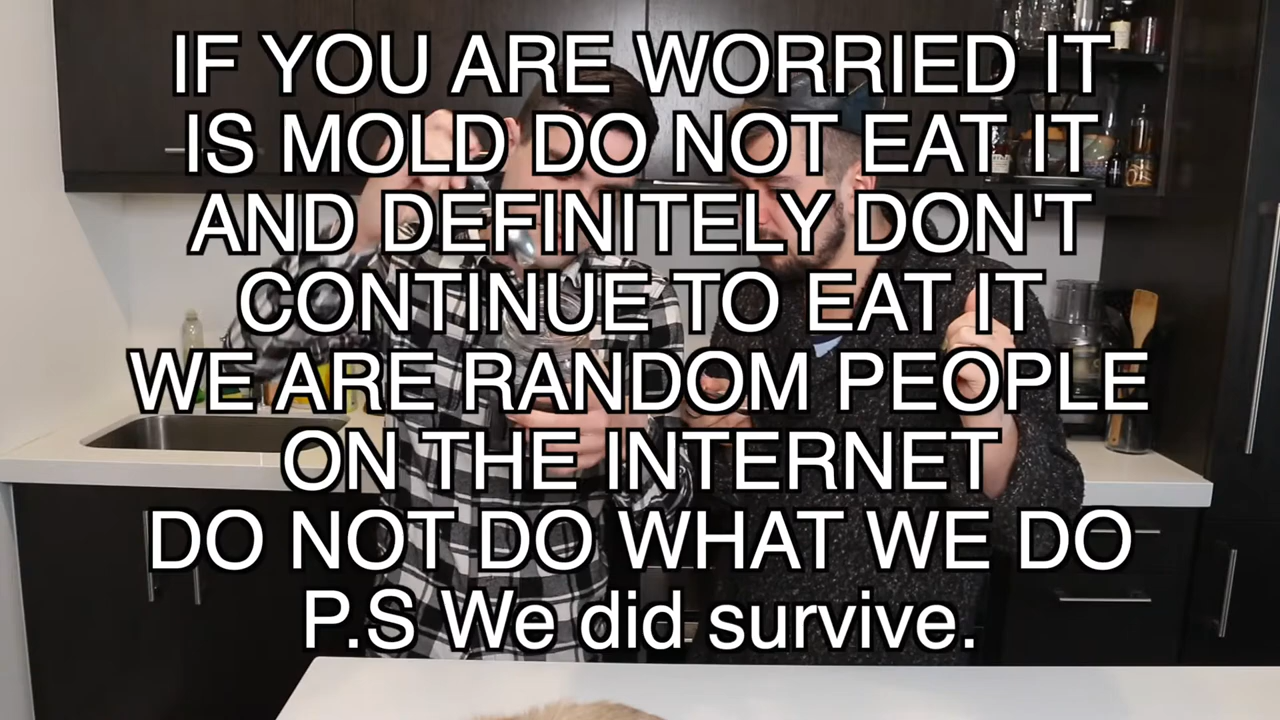 IF YOU ARE WORRIED IT
IS MOLD DO NOT EAT IT
AND DEFINITELY DON'T
CONTINUE TO EAT IT
WE ARE RANDOM PEOPLE
ON THE INTERNET
DO NOT DO WHAT WE DO
P.S We did survive.